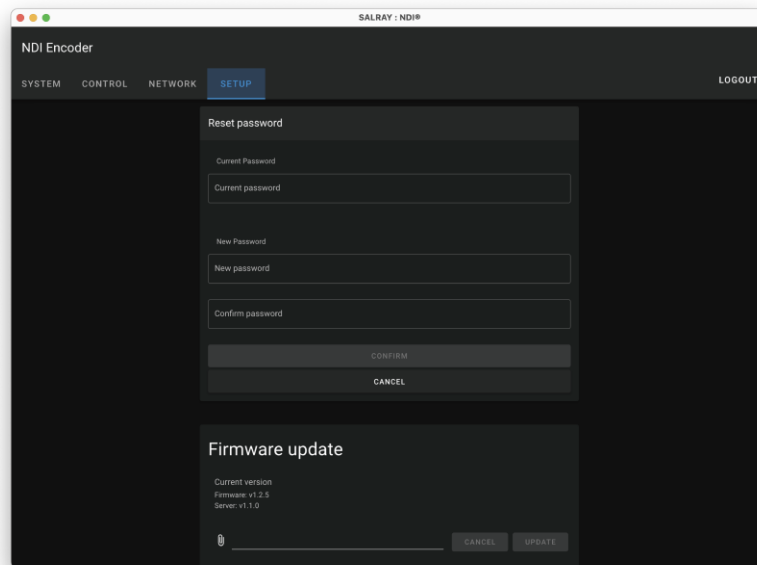 SALRAY : NDI®
NDI Encoder
SYSTEM CONTROL NETWORK SETUP LOGOUT
Reset password
Current Password
Current password
New Password
New password
Confirm password
CONFIRM
CANCEL
Firmware update
Current version
Firmware: v1.2.5
Server: v1.1.0
CANCEL UPDATE